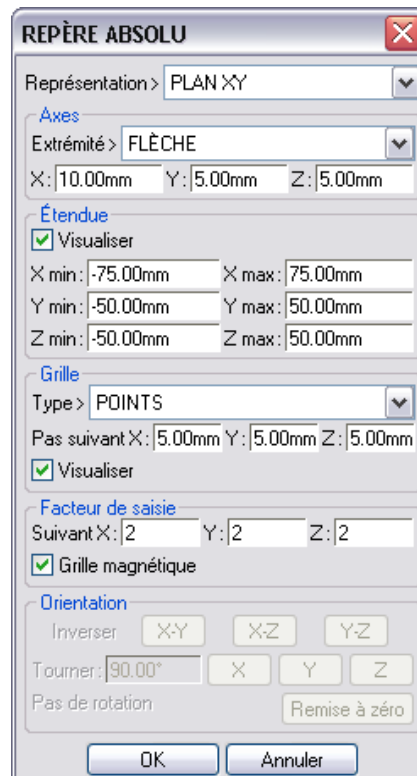 REPÈRE ABSOLU
Représentation > PLAN XY
Axes
Extrémité > FLÈCHE
X: 10.00mm Y: 5.00mm Z: 5.00mm
Étendue
Visualiser
X min: -75.00mm X max: 75.00mm
Y min: -50.00mm Y max: 50.00mm
Z min: -50.00mm Z max: 50.00mm
Grille
Type > POINTS
Pas suivant X: 5.00mm Y: 5.00mm Z: 5.00mm
Visualiser
Facteur de saisie
Suivant X: 2 Y: 2 Z: 2
Grille magnétique
Orientation
Inverser X-Y X-Z Y-Z
Tourner: 90.00° X Y Z
Pas de rotation Remise à zéro
OK Annuler